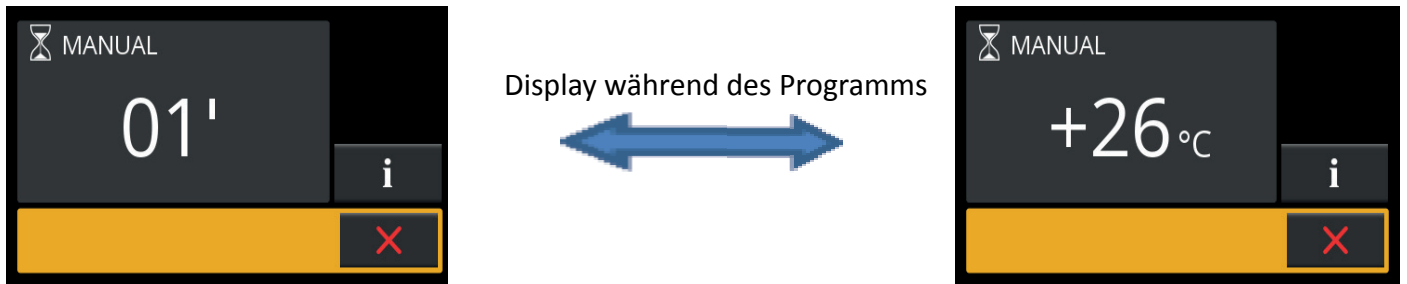 MANUAL
01'
i
Display während des Programms
MANUAL
+26 °C
i